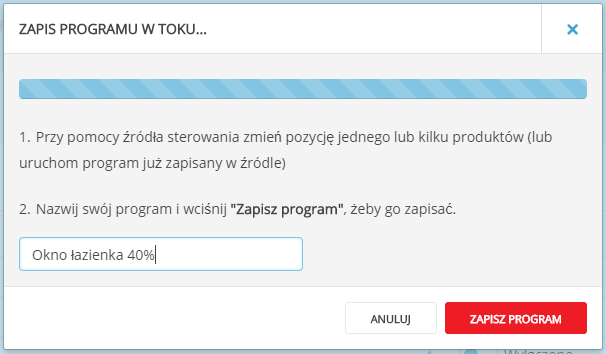 ZAPIS PROGRAMU W TOKU...
1. Przy pomocy źródła sterowania zmień pozycję jednego lub kilku produktów (lub
uruchom program już zapisany w źródle)
2. Nazwij swój program i wciśnij "Zapisz program", żeby go zapisać.
Okno łazienka 40%
ANULUJ
ZAPISZ PROGRAM